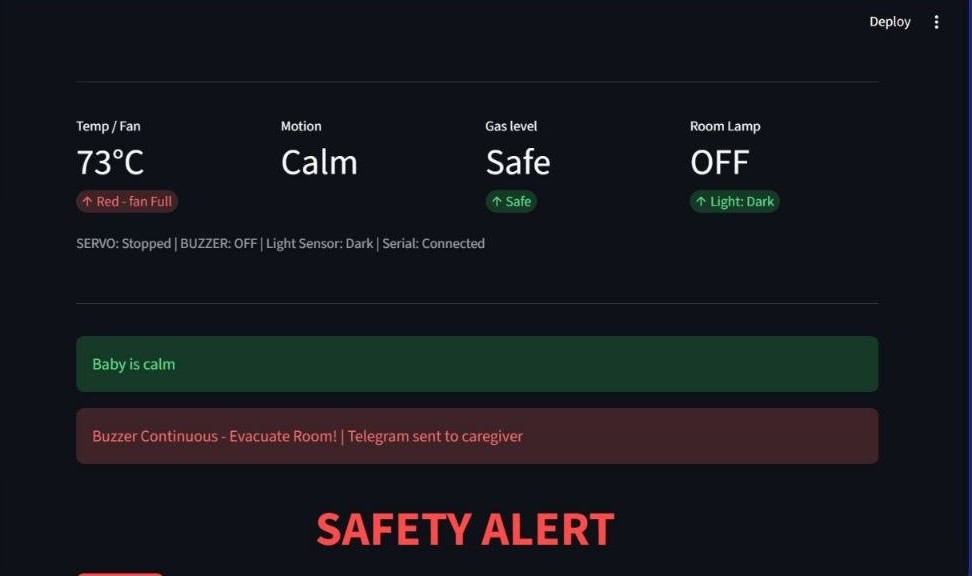 Deploy
Temp / Fan
Motion
Gas level
Room Lamp
73°C
Calm
Safe
OFF
↑ Red - fan Full
↑ Safe
↑ Light: Dark
SERVO: Stopped | BUZZER: OFF | Light Sensor: Dark | Serial: Connected
Baby is calm
Buzzer Continuous - Evacuate Room! | Telegram sent to caregiver
SAFETY ALERT